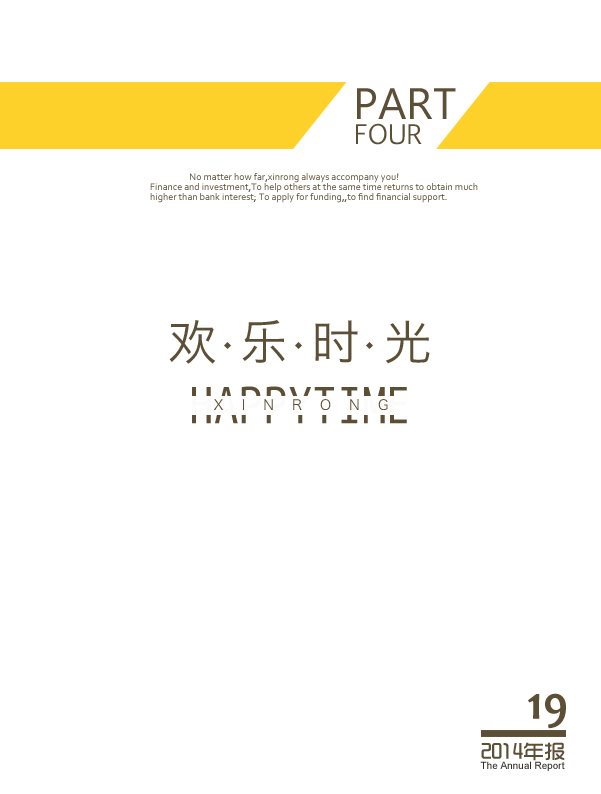 PART
FOUR
No matter how far,xinrong always accompany you!
Finance and investment,To help others at the same time returns to obtain much
higher than bank interest; To apply for funding,,to find financial support.
欢·乐·时·光
HAPPYTIME
XINRONG
19
2014年报
The Annual Report